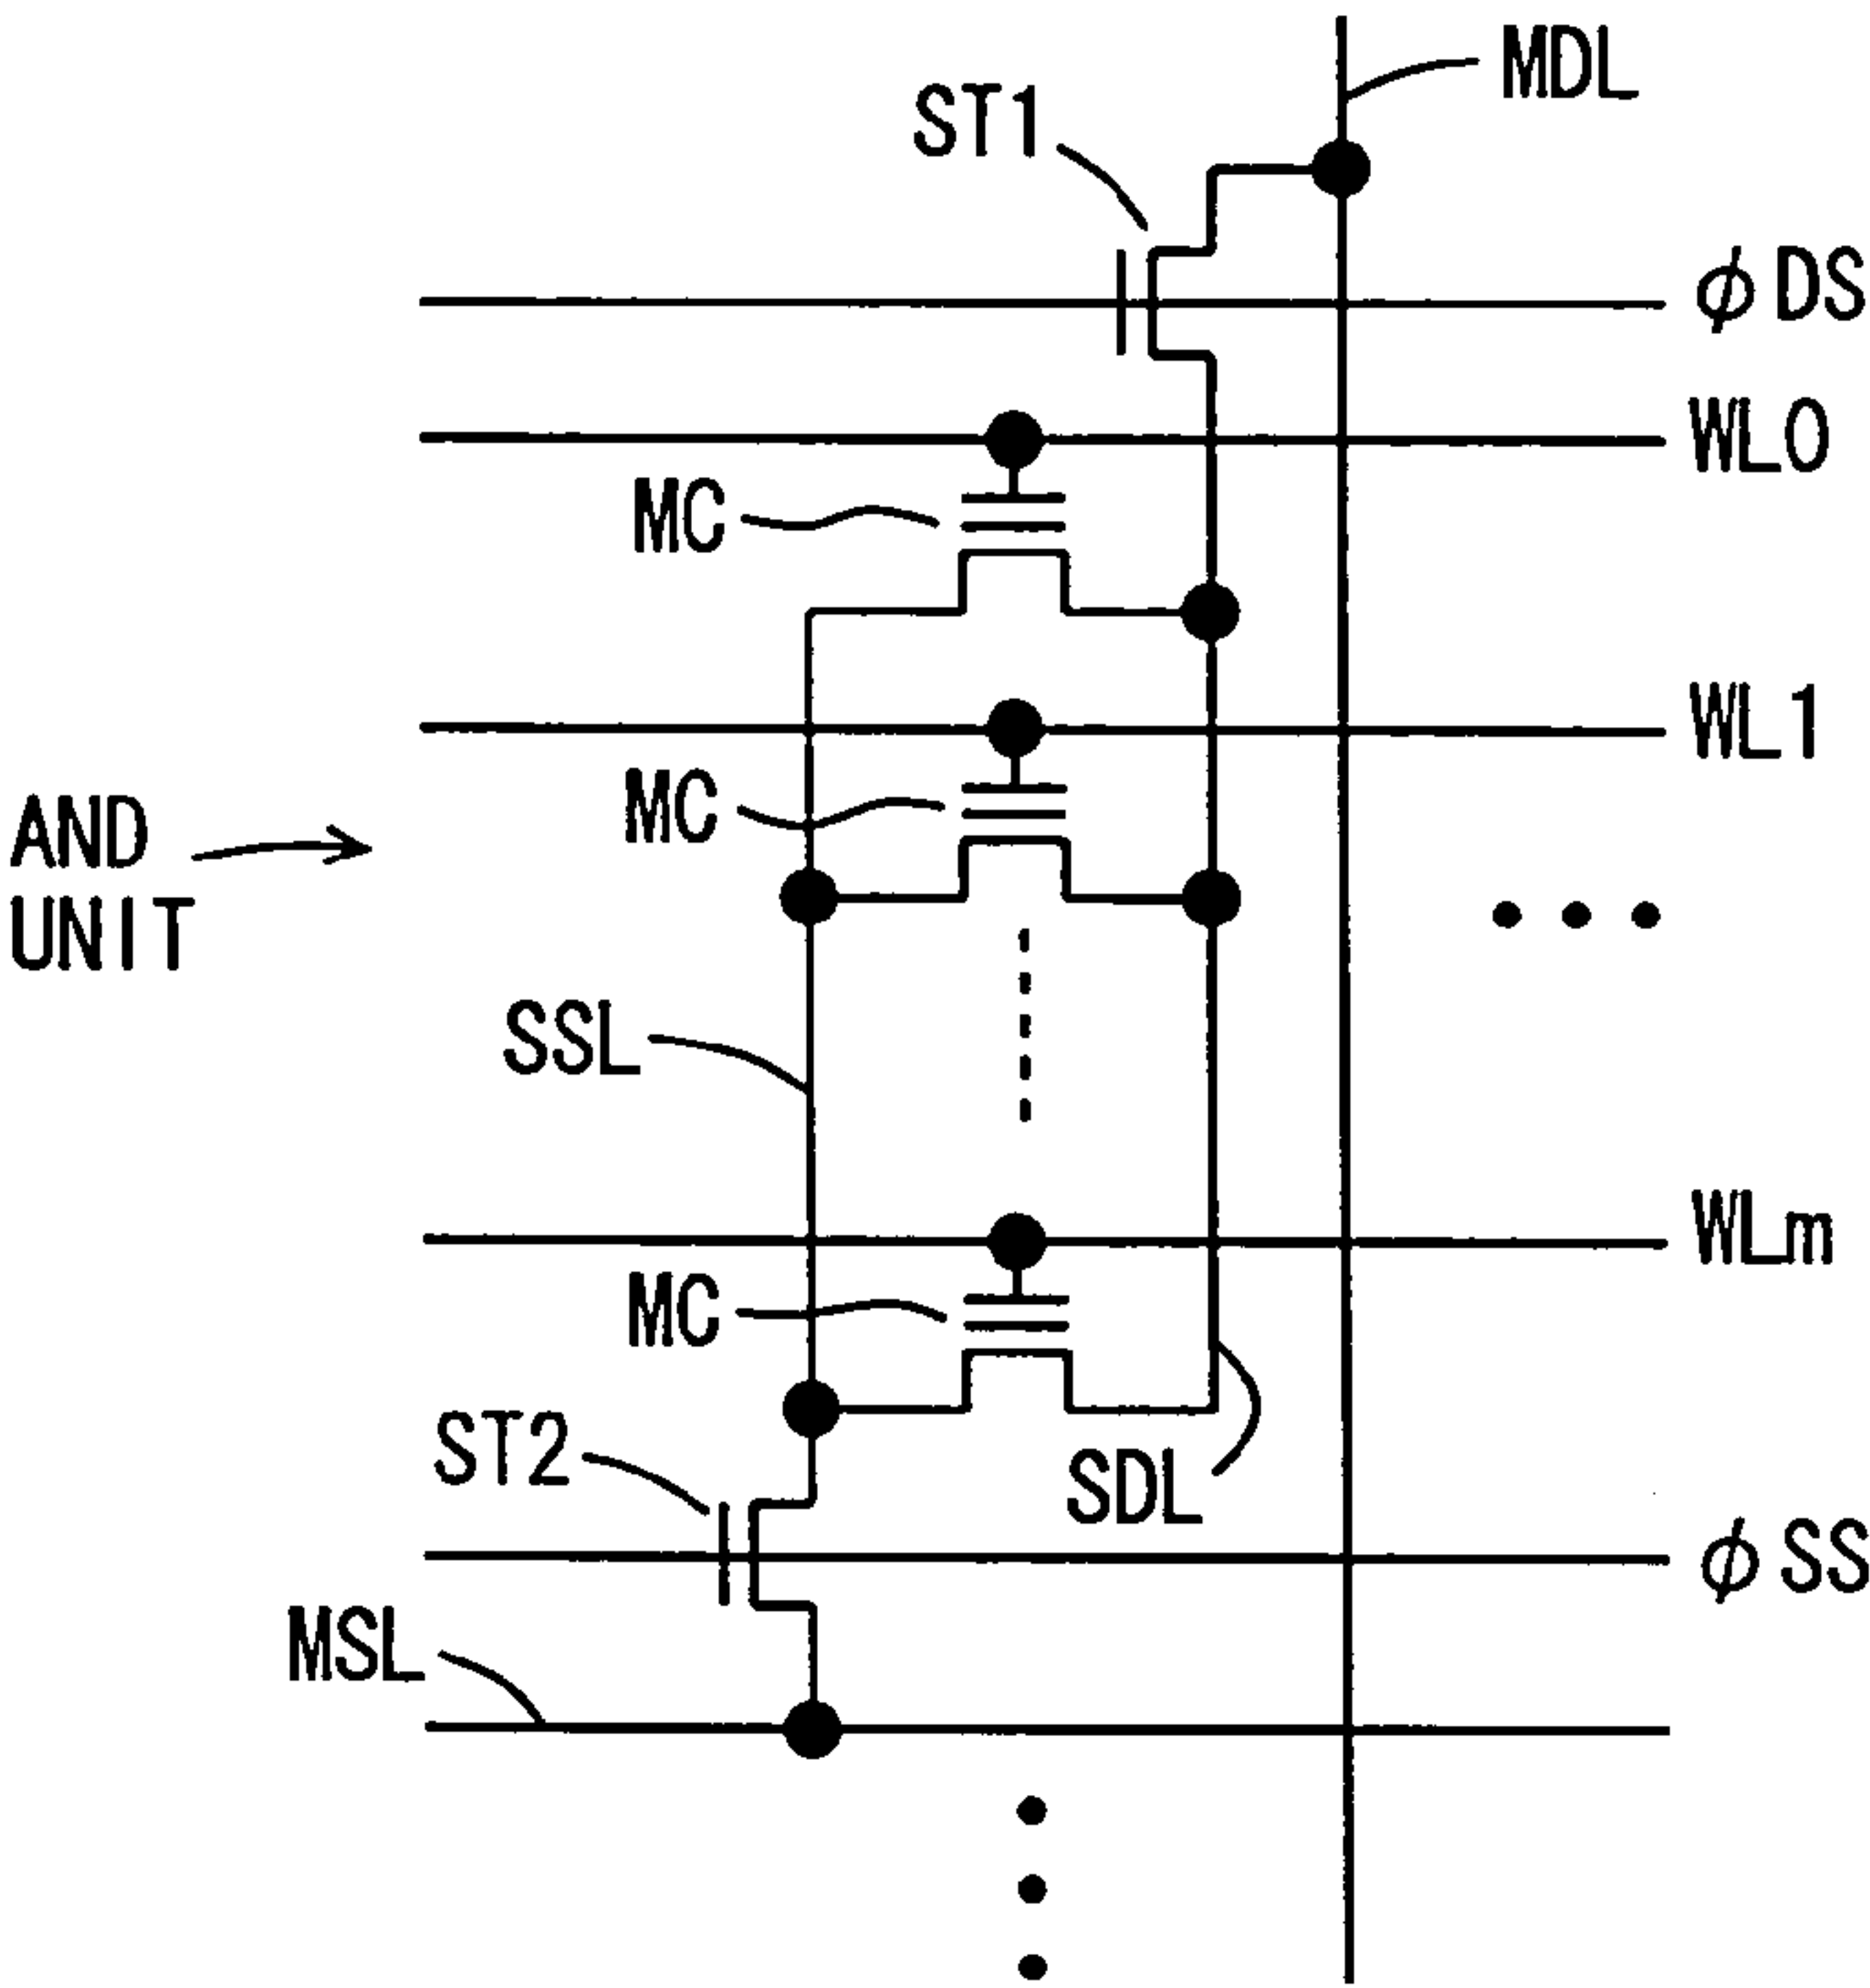 MDL
ST1
ϕDS
WL0
MC
WL1
MC
AND
UNIT
SSL
WLm
MC
ST2
SDL
ϕSS
MSL